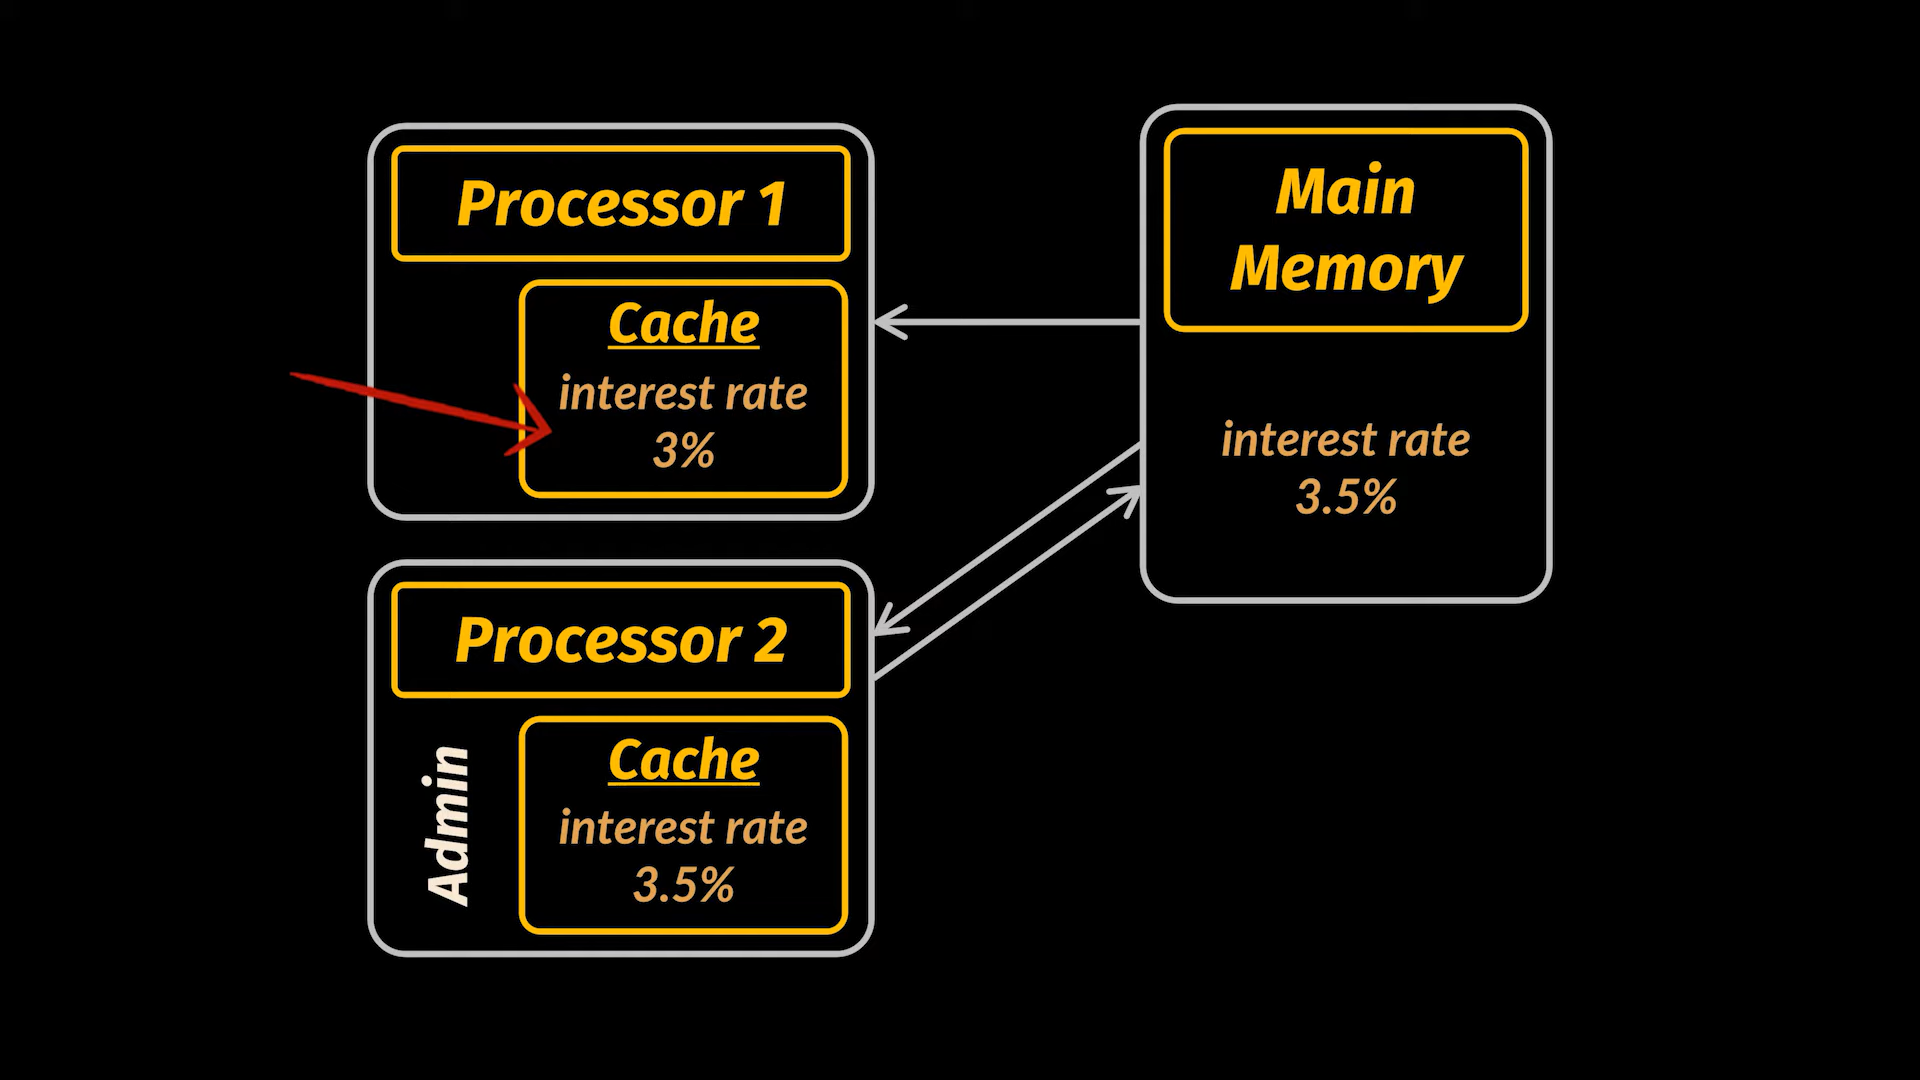 Processor 1
Cache
interest rate
3%
Main
Memory
interest rate
3.5%
Processor 2
Admin
Cache
interest rate
3.5%